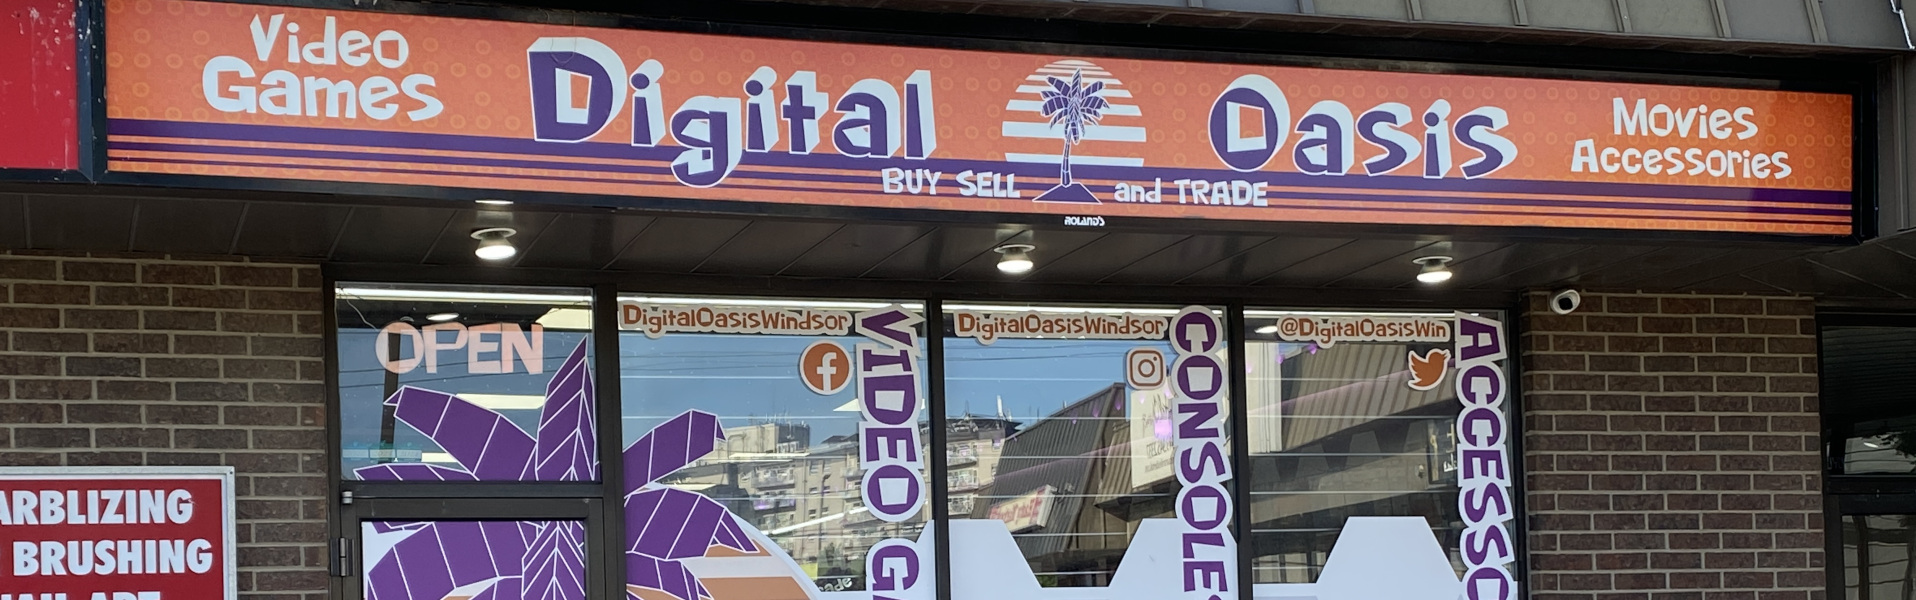 Video
Games
Digital Oasis
BUY SELL and TRADE
Movies
Accessories
ROLAND'S
OPEN
DigitalOasisWindsor
DigitalOasisWindsor
@DigitalOasisWin
VIDEO GA
CONSOLE
ACCESSO
ARBLIZING
BRUSHING